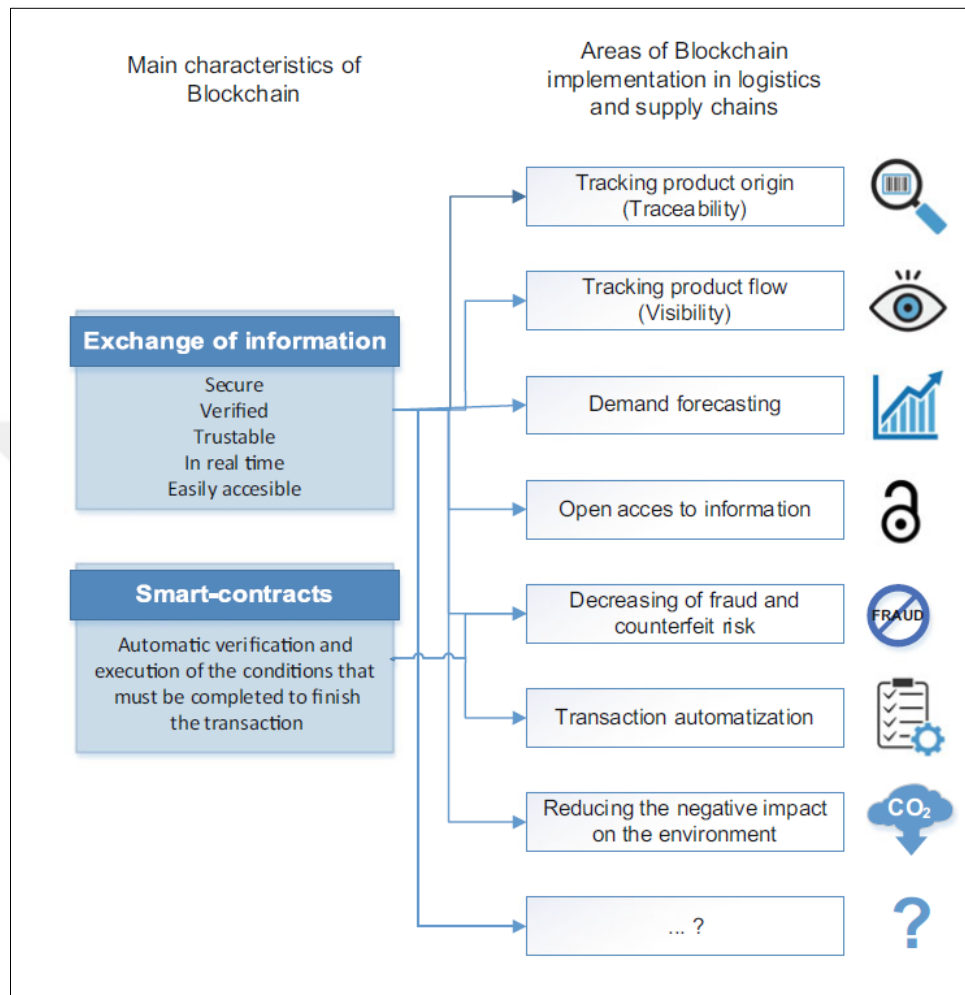 Main characteristics of
Blockchain
Areas of Blockchain
implementation in logistics
and supply chains
Exchange of information
Secure
Verified
Trustable
In real time
Easily accesible
Smart-contracts
Automatic verification and
execution of the conditions that
must be completed to finish
the transaction
Tracking product origin
(Traceability)
Tracking product flow
(Visibility)
Demand forecasting
Open acces to information
Decreasing of fraud and
counterfeit risk
FRAUD
Transaction automatization
Reducing the negative impact
on the environment
CO₂
... ?
?